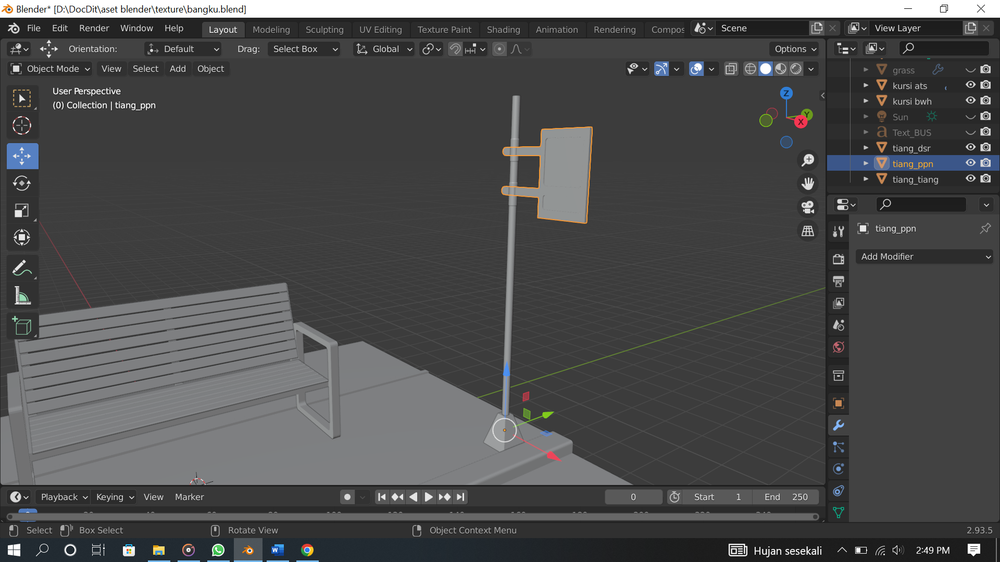 Blender* [D:\DocDit\aset blender\texture\bangku.blend]
File Edit Render Window Help Layout Modeling Sculpting UV Editing Texture Paint Shading Animation Rendering Compos Scene View Layer
Orientation: Default Drag: Select Box Global Options
Object Mode View Select Add Object
User Perspective
(0) Collection | tiang_ppn
Z
Y
X
grass
kursi ats
kursi bwh
Sun
Text_BUS
tiang_dsr
tiang_ppn
tiang_tiang
tiang_ppn
Add Modifier
Playback Keying View Marker 0 Start 1 End 250
Select Box Select Rotate View Object Context Menu 2.93.5
Hujan sesekali 2:49 PM